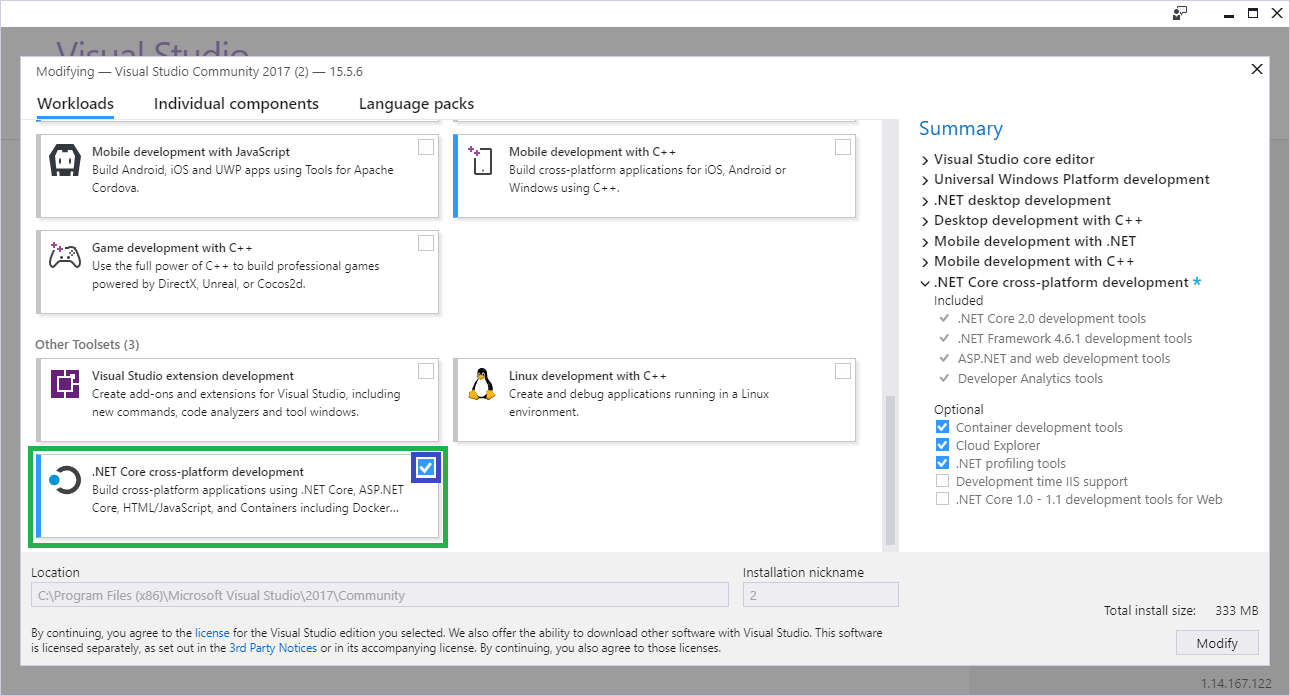 Visual Studio
Modifying — Visual Studio Community 2017 (2) — 15.5.6
Workloads
Individual components
Language packs
Mobile development with JavaScript
Build Android, iOS and UWP apps using Tools for Apache
Cordova.
Mobile development with C++
Build cross-platform applications for iOS, Android or
Windows using C++.
Game development with C++
Use the full power of C++ to build professional games
powered by DirectX, Unreal, or Cocos2d.
Other Toolsets (3)
Visual Studio extension development
Create add-ons and extensions for Visual Studio, including
new commands, code analyzers and tool windows.
Linux development with C++
Create and debug applications running in a Linux
environment.
.NET Core cross-platform development
Build cross-platform applications using .NET Core, ASP.NET
Core, HTML/JavaScript, and Containers including Docker...
Summary
Visual Studio core editor
Universal Windows Platform development
.NET desktop development
Desktop development with C++
Mobile development with .NET
Mobile development with C++
.NET Core cross-platform development *
Included
.NET Core 2.0 development tools
.NET Framework 4.6.1 development tools
ASP.NET and web development tools
Developer Analytics tools
Optional
Container development tools
Cloud Explorer
.NET profiling tools
Development time IIS support
.NET Core 1.0 - 1.1 development tools for Web
Location
C:\Program Files (x86)\Microsoft Visual Studio\2017\Community
Installation nickname
2
Total install size: 333 MB
By continuing, you agree to the license for the Visual Studio edition you selected. We also offer the ability to download other software with Visual Studio. This software
is licensed separately, as set out in the 3rd Party Notices or in its accompanying license. By continuing, you also agree to those licenses.
Modify
1.14.167.122